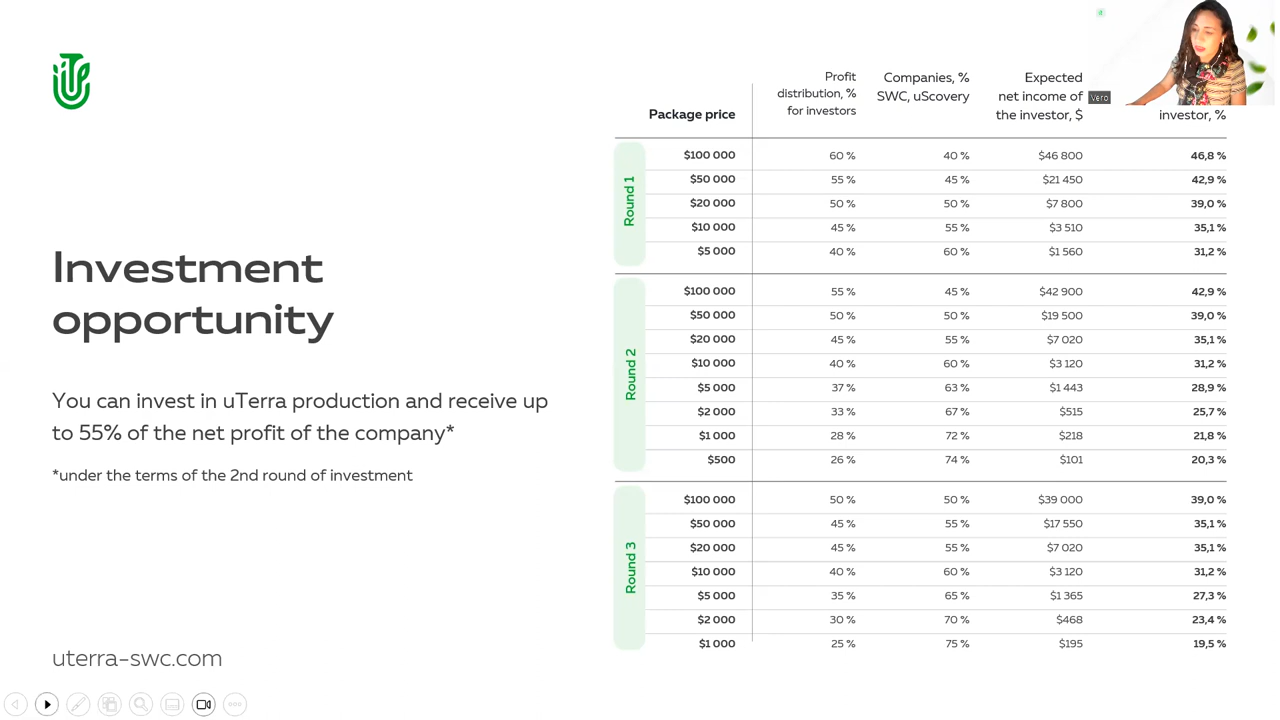 Investment
opportunity
You can invest in uTerra production and receive up
to 55% of the net profit of the company*
*under the terms of the 2nd round of investment
uterra-swc.com
Package price
Profit
distribution, %
for investors
Companies, %
SWC, uScovery
Expected
net income of
the investor, $
investor, %
Vero
Round 1
$100 000 60 % 40 % $46 800 46,8 %
$50 000 55 % 45 % $21 450 42,9 %
$20 000 50 % 50 % $7 800 39,0 %
$10 000 45 % 55 % $3 510 35,1 %
$5 000 40 % 60 % $1 560 31,2 %
Round 2
$100 000 55 % 45 % $42 900 42,9 %
$50 000 50 % 50 % $19 500 39,0 %
$20 000 45 % 55 % $7 020 35,1 %
$10 000 40 % 60 % $3 120 31,2 %
$5 000 37 % 63 % $1 443 28,9 %
$2 000 33 % 67 % $515 25,7 %
$1 000 28 % 72 % $218 21,8 %
$500 26 % 74 % $101 20,3 %
Round 3
$100 000 50 % 50 % $39 000 39,0 %
$50 000 45 % 55 % $17 550 35,1 %
$20 000 45 % 55 % $7 020 35,1 %
$10 000 40 % 60 % $3 120 31,2 %
$5 000 35 % 65 % $1 365 27,3 %
$2 000 30 % 70 % $468 23,4 %
$1 000 25 % 75 % $195 19,5 %